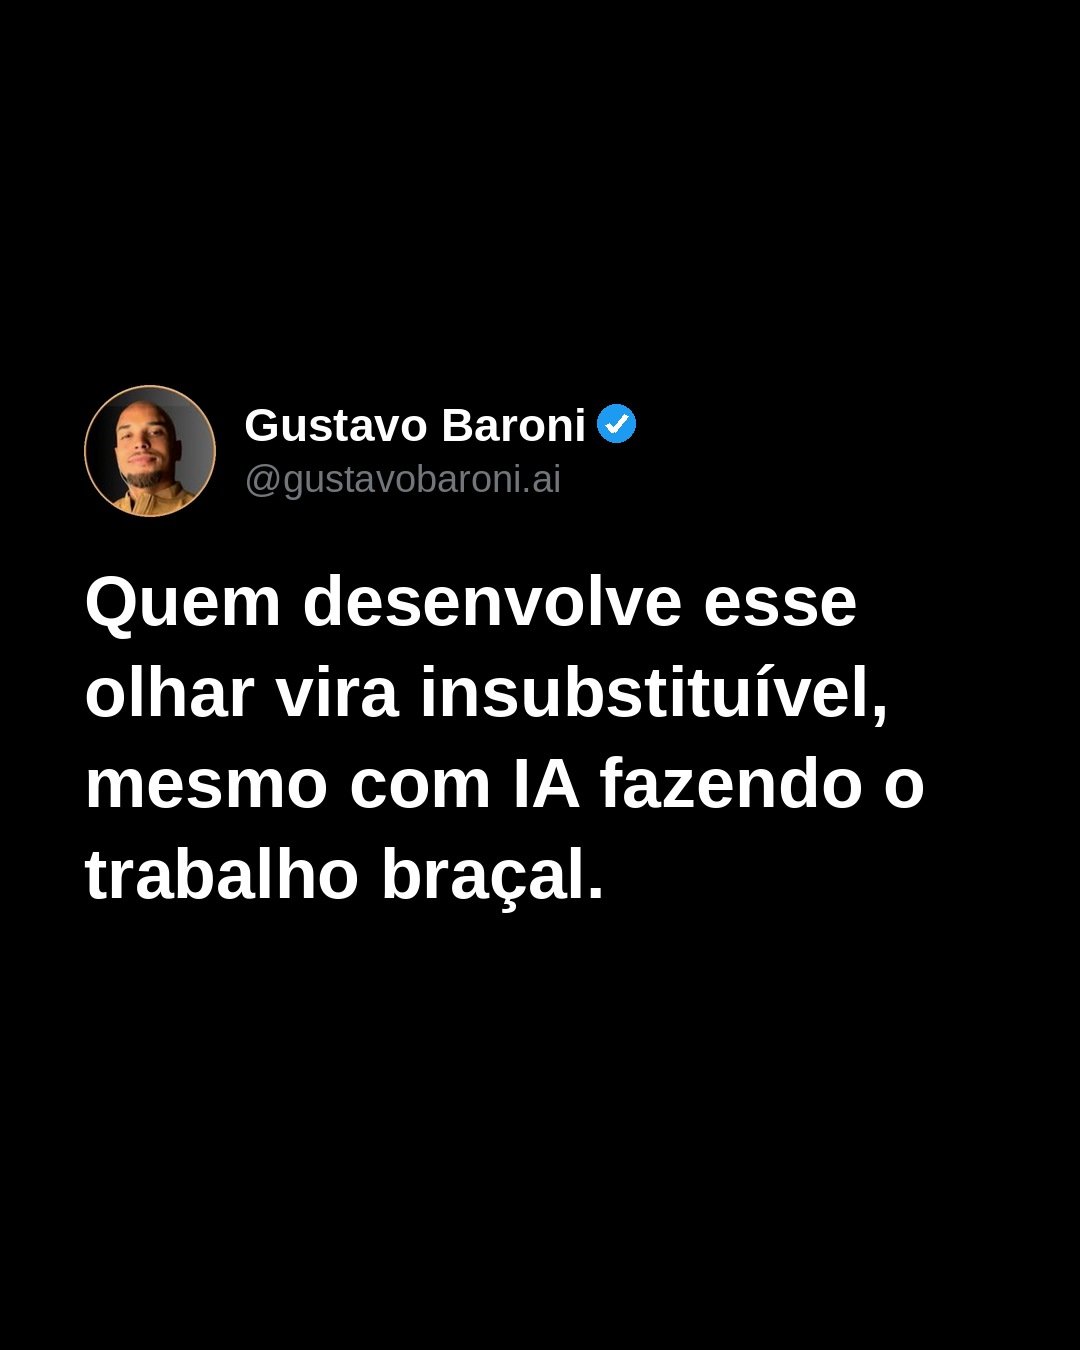 Gustavo Baroni
@gustavobaroni.ai
Quem desenvolve esse
olhar vira insubstituível,
mesmo com IA fazendo o
trabalho braçal.